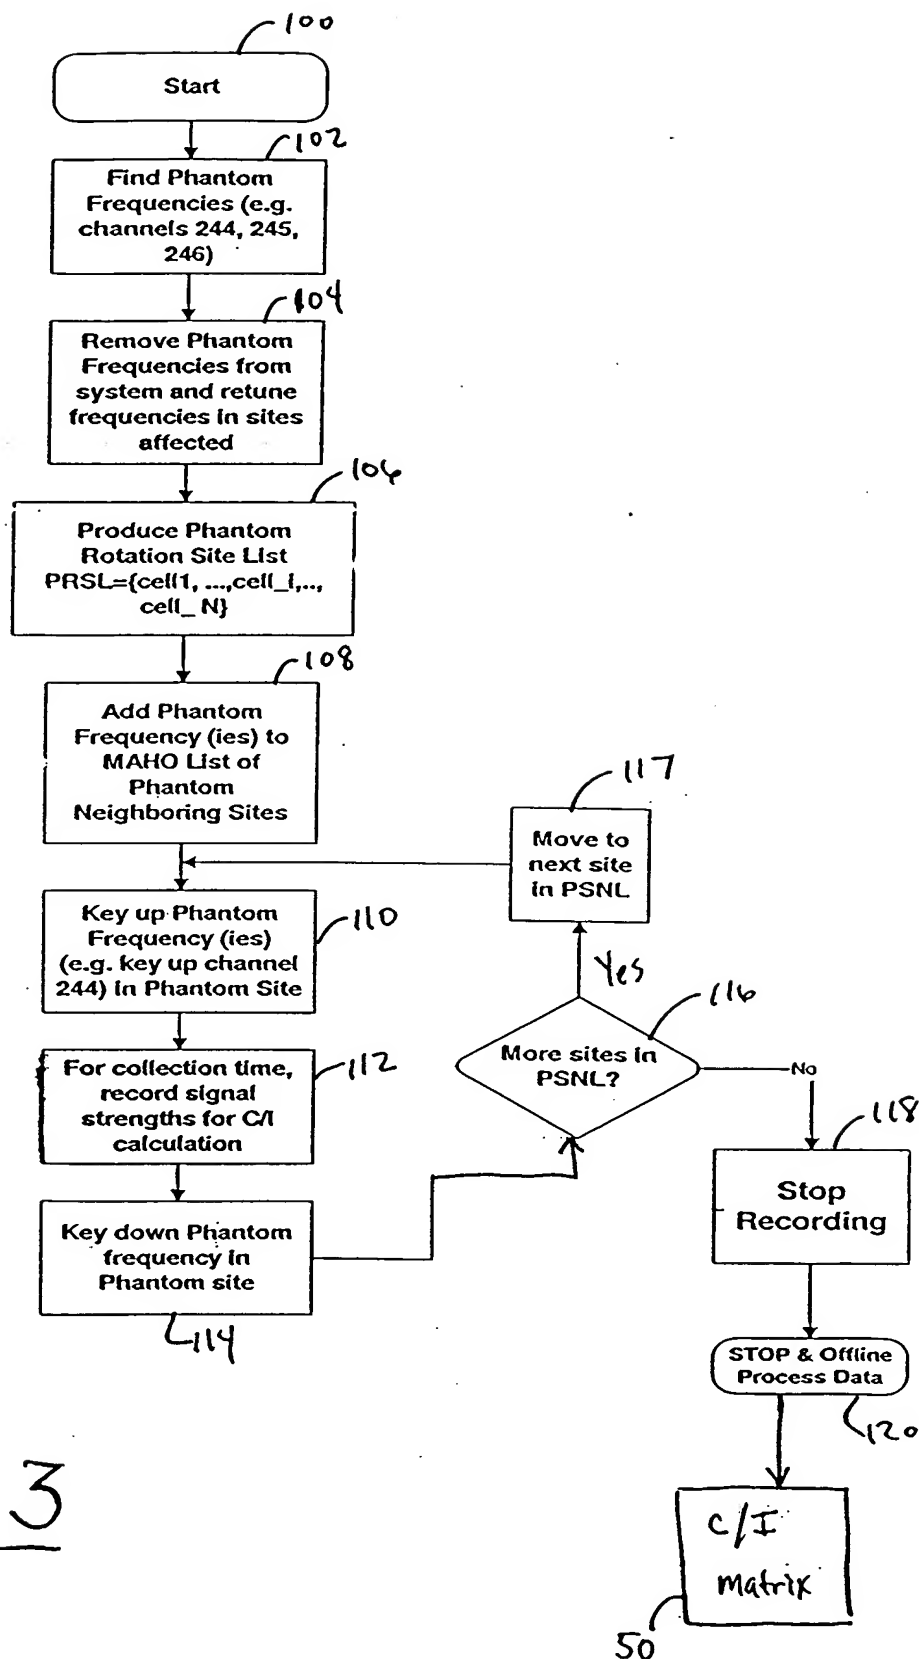 100
Start
102
Find Phantom
Frequencies (e.g.
channels 244, 245,
246)
104
Remove Phantom
Frequencies from
system and retune
frequencies in sites
affected
106
Produce Phantom
Rotation Site List
PRSL={cell1, ...,cell_i,..,
cell_ N}
108
Add Phantom
Frequency (ies) to
MAHO List of
Phantom
Neighboring Sites
117
Move to
next site
in PSNL
Key up Phantom
Frequency (ies)
(e.g. key up channel
244) in Phantom Site
110
Yes
116
More sites in
PSNL?
No
For collection time,
record signal
strengths for C/I
calculation
112
118
Stop
Recording
Key down Phantom
frequency in
Phantom site
114
STOP & Offline
Process Data
120
3
C/I
matrix
50